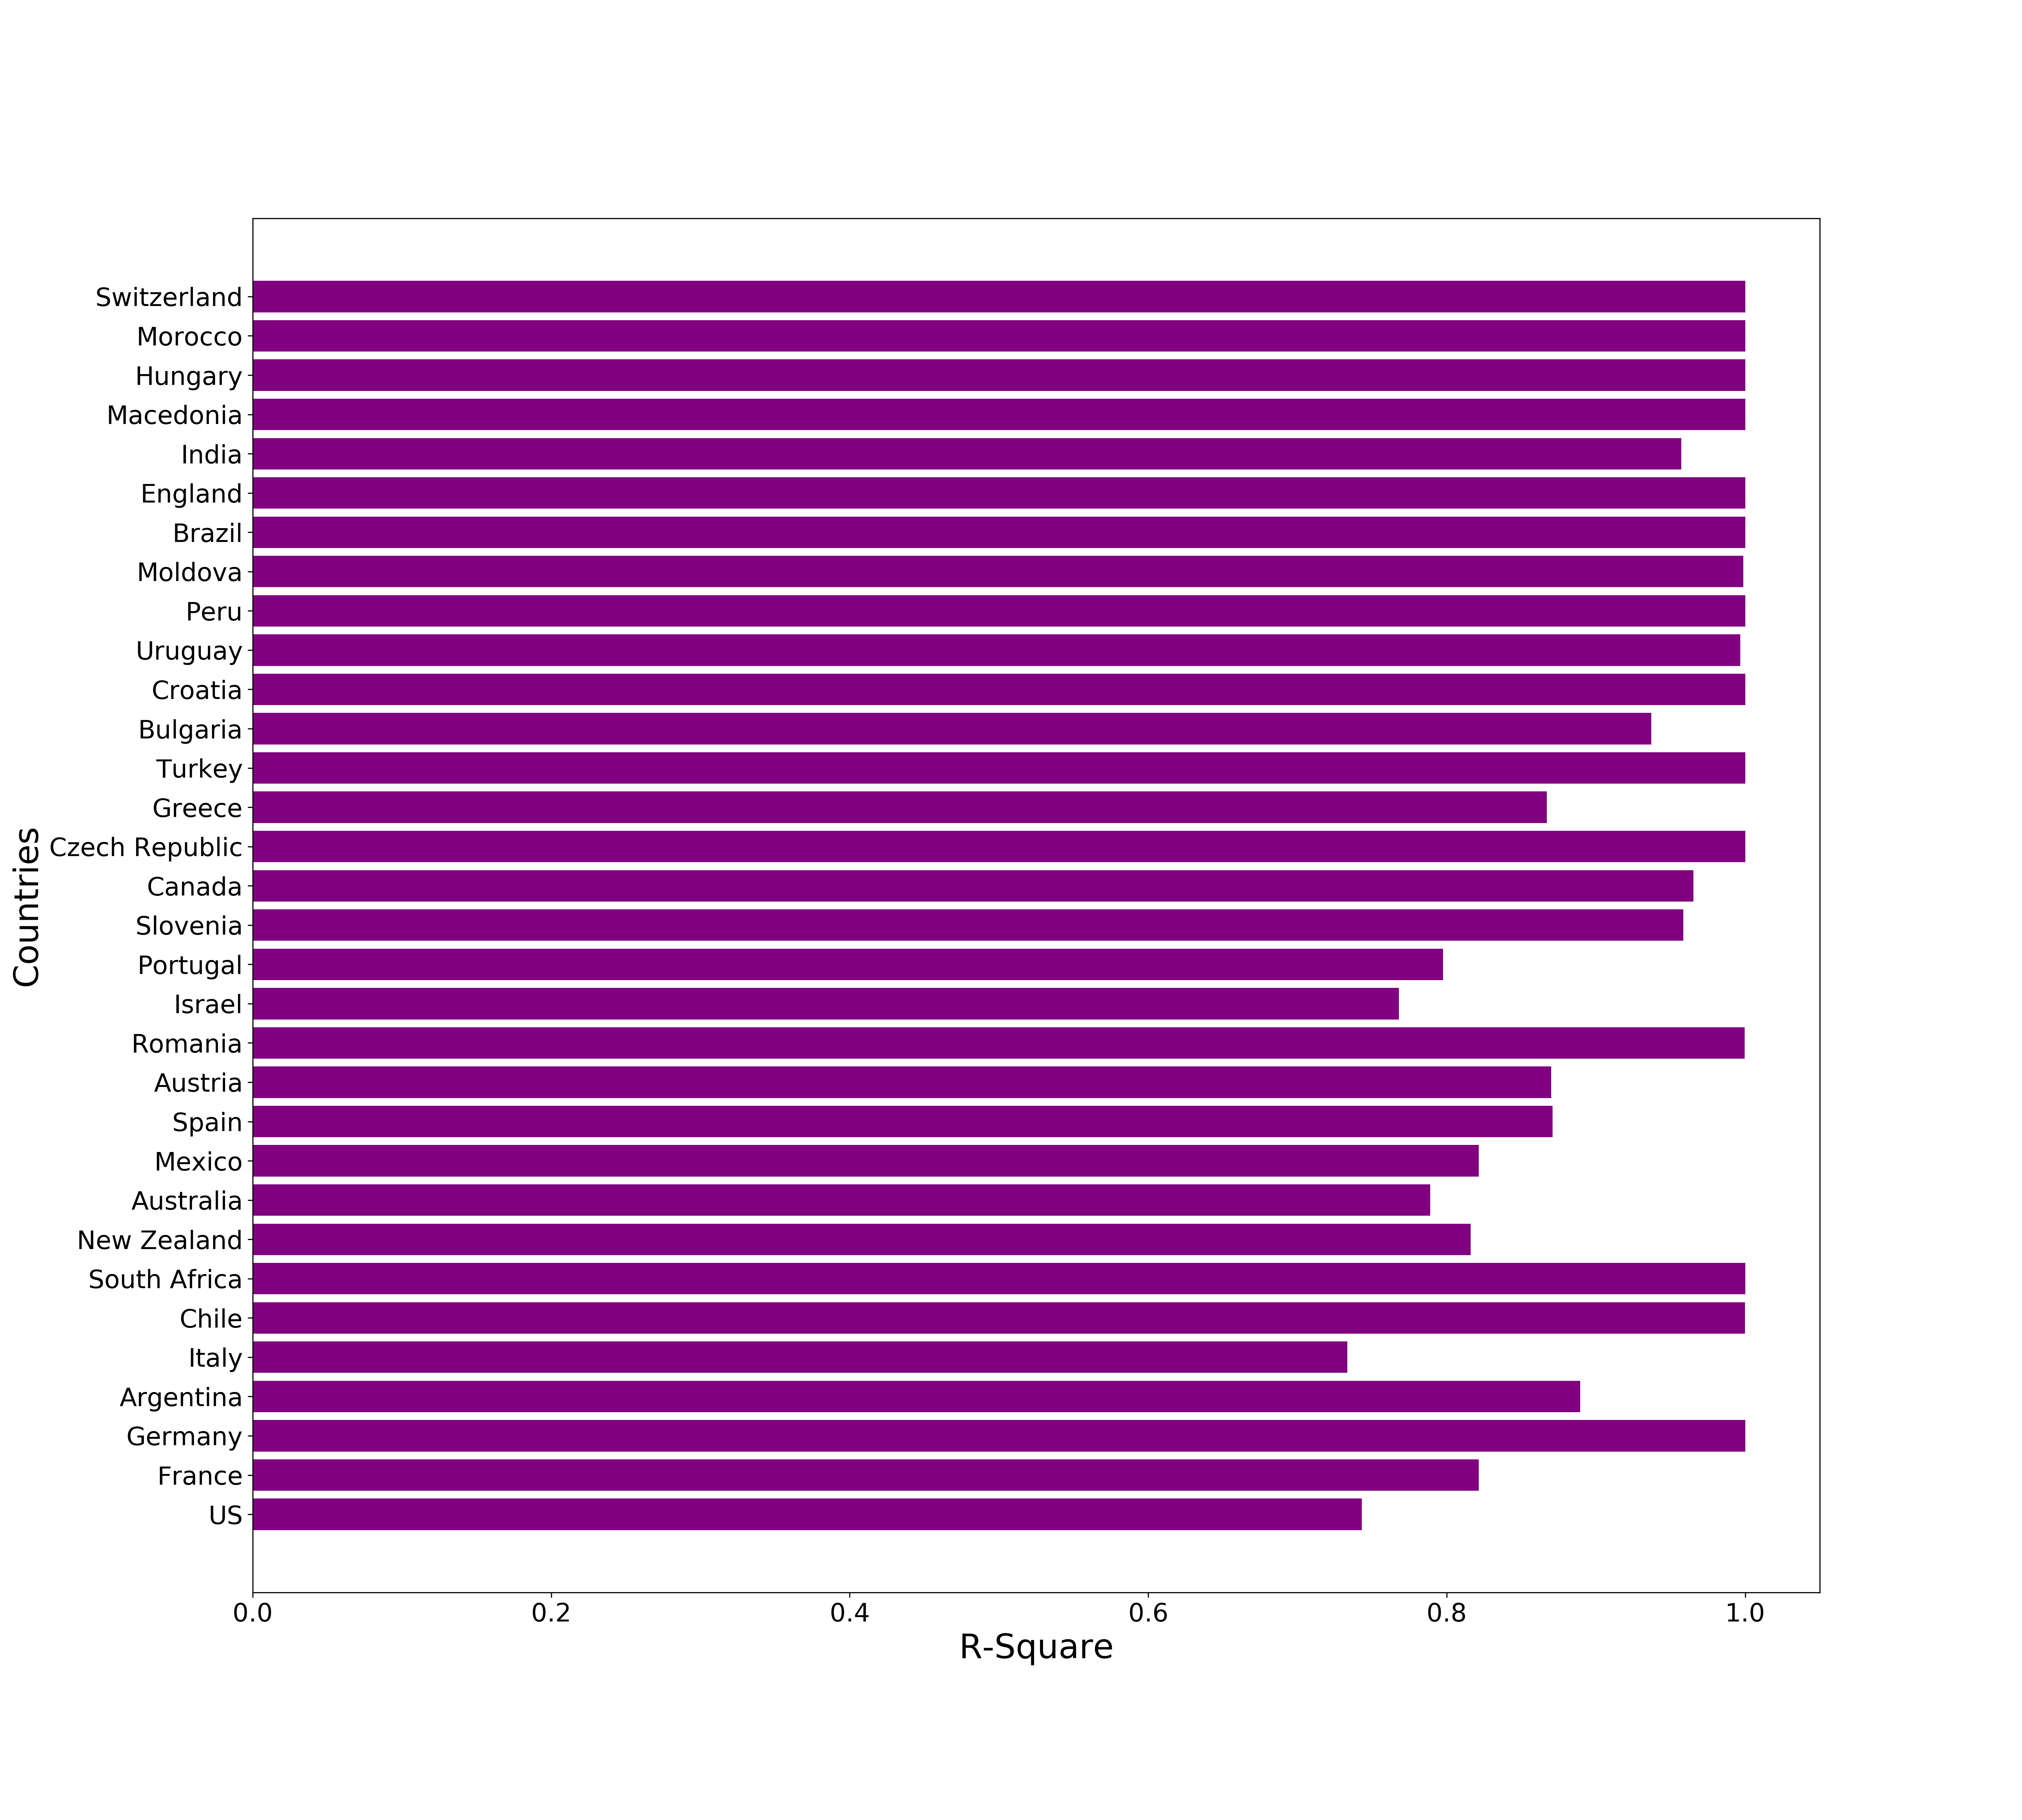 Switzerland
Morocco
Hungary
Macedonia
India
England
Brazil
Moldova
Peru
Uruguay
Croatia
Bulgaria
Turkey
Greece
Czech Republic
Canada
Slovenia
Portugal
Israel
Romania
Austria
Spain
Mexico
Australia
New Zealand
South Africa
Chile
Italy
Argentina
Germany
France
US
Countries
0.0 0.2 0.4 0.6 0.8 1.0
R-Square